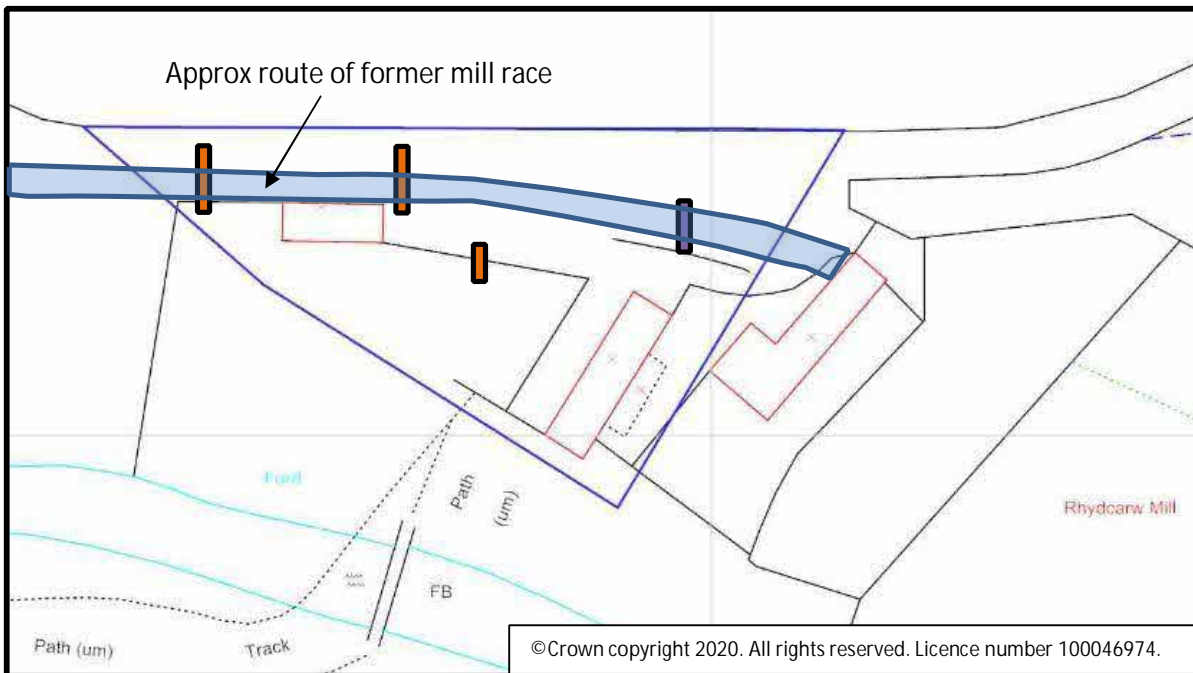 Approx route of former mill race
Ford
Path
(um)
Rhydcarw Mill
FB
Path (um)
Track
©Crown copyright 2020. All rights reserved. Licence number 100046974.